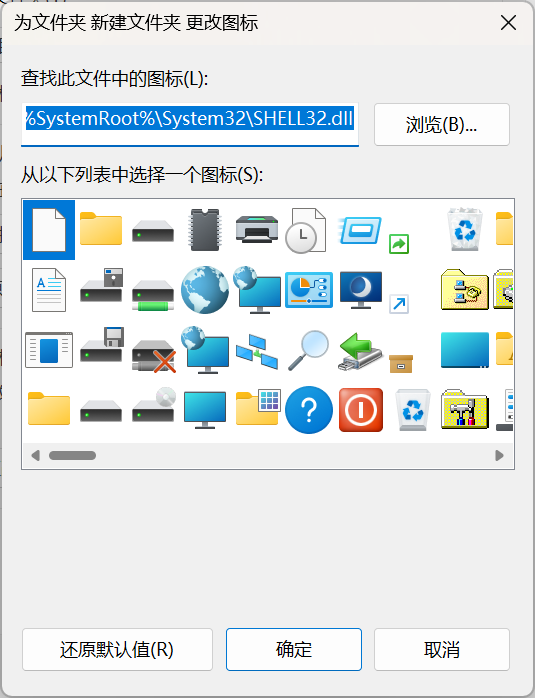 为文件夹 新建文件夹 更改图标
查找此文件中的图标(L):
%SystemRoot%\System32\SHELL32.dll
浏览(B)...
从以下列表中选择一个图标(S):
还原默认值(R)
确定
取消